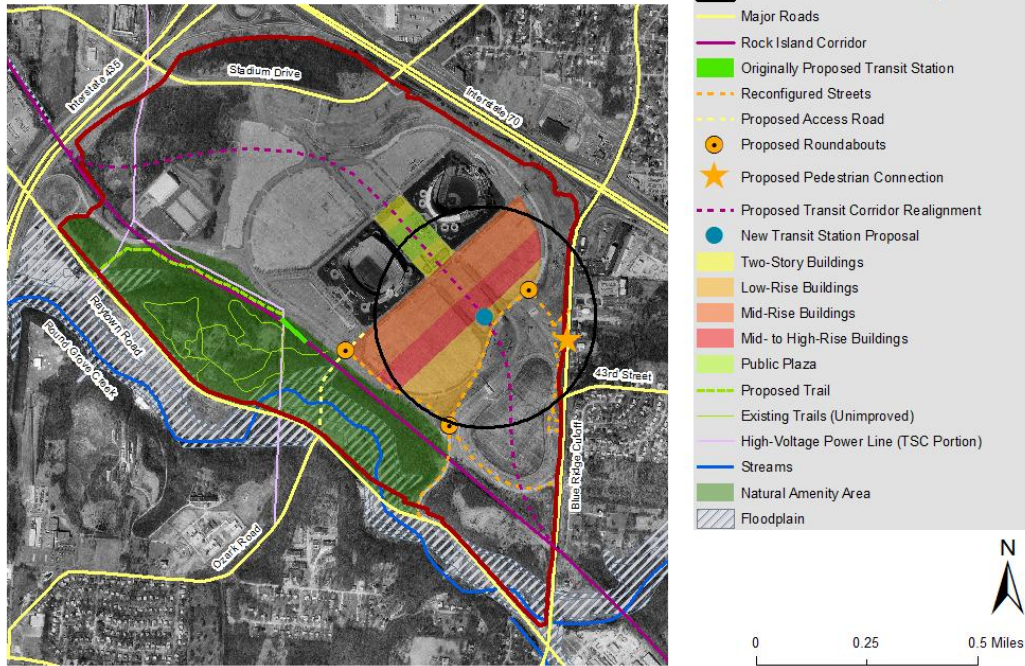 Major Roads
Rock Island Corridor
Originally Proposed Transit Station
Reconfigured Streets
Proposed Access Road
Proposed Roundabouts
Proposed Pedestrian Connection
Proposed Transit Corridor Realignment
New Transit Station Proposal
Two-Story Buildings
Low-Rise Buildings
Mid-Rise Buildings
Mid- to High-Rise Buildings
Public Plaza
Proposed Trail
Existing Trails (Unimproved)
High-Voltage Power Line (TSC Portion)
Streams
Natural Amenity Area
Floodplain
Interstate 435
Stadium Drive
Interstate 70
Raytown Road
Round Grove Creek
43rd Street
Blue Ridge Cutoff
Ozark Road
N
0 0.25 0.5 Miles